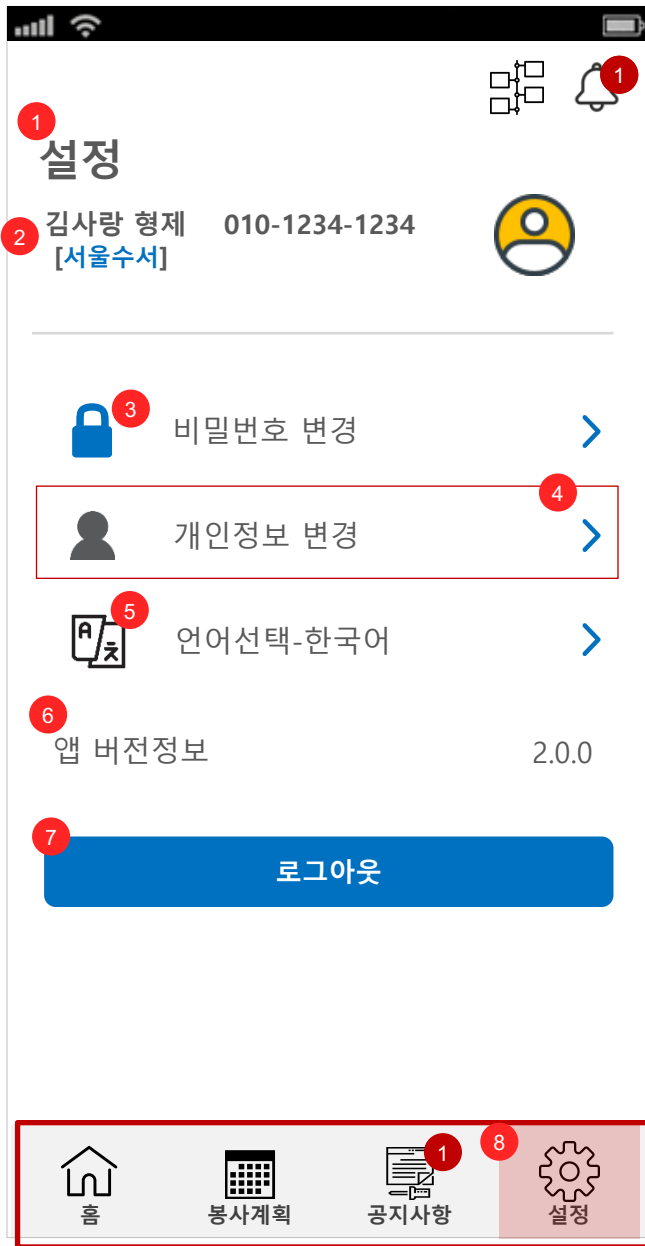 1
1
설정
2
김사랑 형제 010-1234-1234
[서울수서]
3
비밀번호 변경
4
개인정보 변경
5
언어선택-한국어
6
앱 버전정보 2.0.0
7
로그아웃
1
8
홈 봉사계획 공지사항 설정